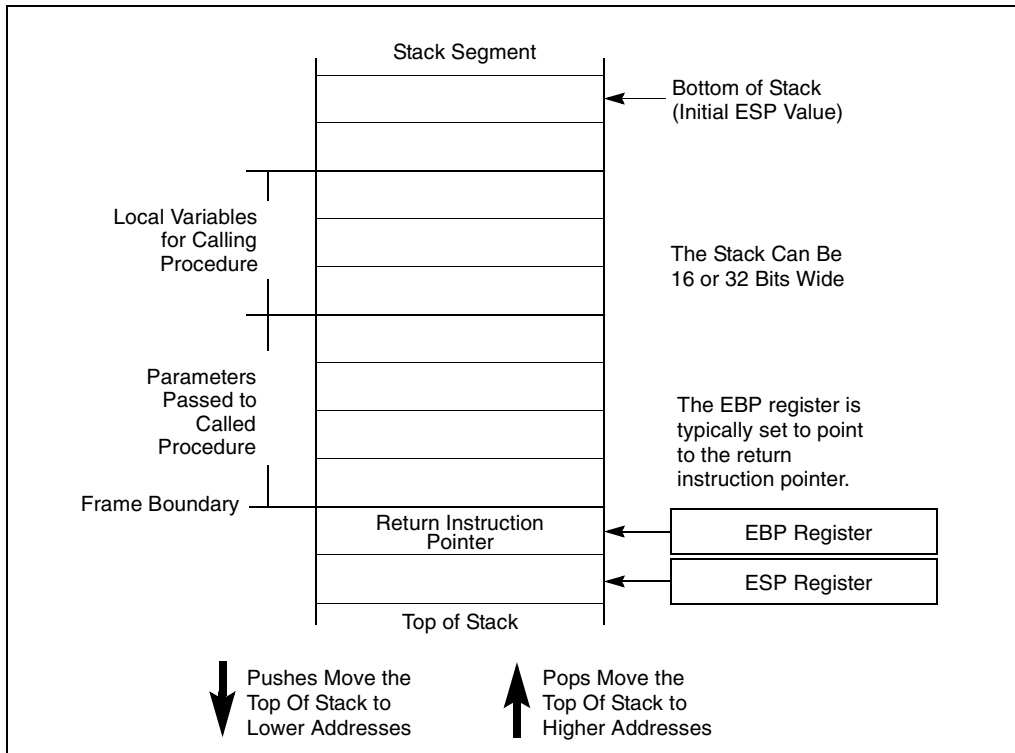 Stack Segment
Bottom of Stack
(Initial ESP Value)
Local Variables
for Calling
Procedure
The Stack Can Be
16 or 32 Bits Wide
Parameters
Passed to
Called
Procedure
The EBP register is
typically set to point
to the return
instruction pointer.
Frame Boundary
Return Instruction
Pointer
EBP Register
ESP Register
Top of Stack
Pushes Move the
Top Of Stack to
Lower Addresses
Pops Move the
Top Of Stack to
Higher Addresses